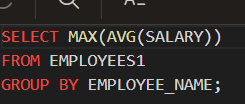 SELECT MAX(AVG(SALARY))
FROM EMPLOYEES1
GROUP BY EMPLOYEE_NAME;